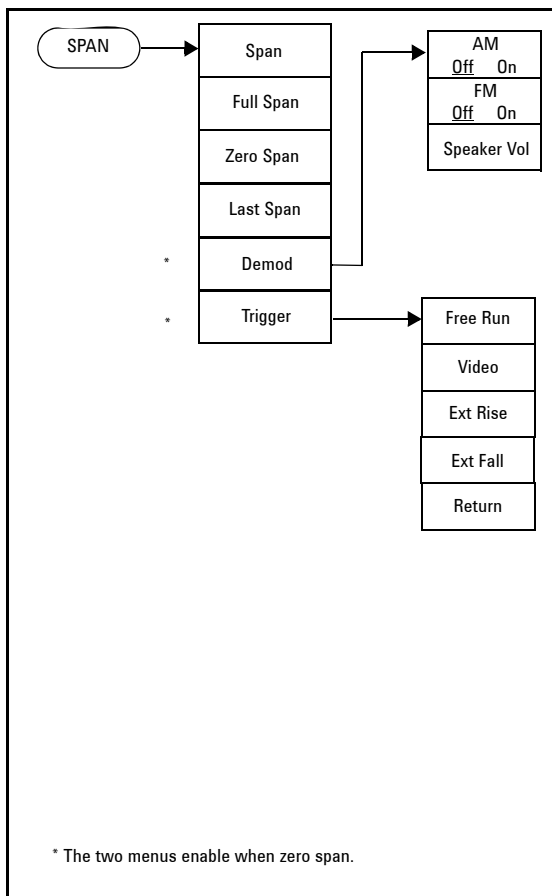 SPAN
Span
Full Span
Zero Span
Last Span
* Demod
* Trigger
AM
Off On
FM
Off On
Speaker Vol
Free Run
Video
Ext Rise
Ext Fall
Return
* The two menus enable when zero span.